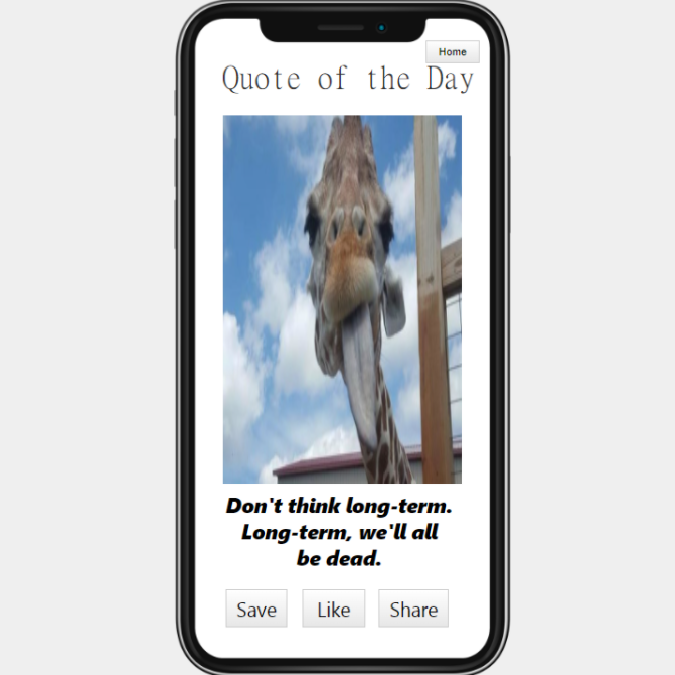 Home
Quote of the Day
Don't think long-term.
Long-term, we'll all
be dead.
Save Like Share